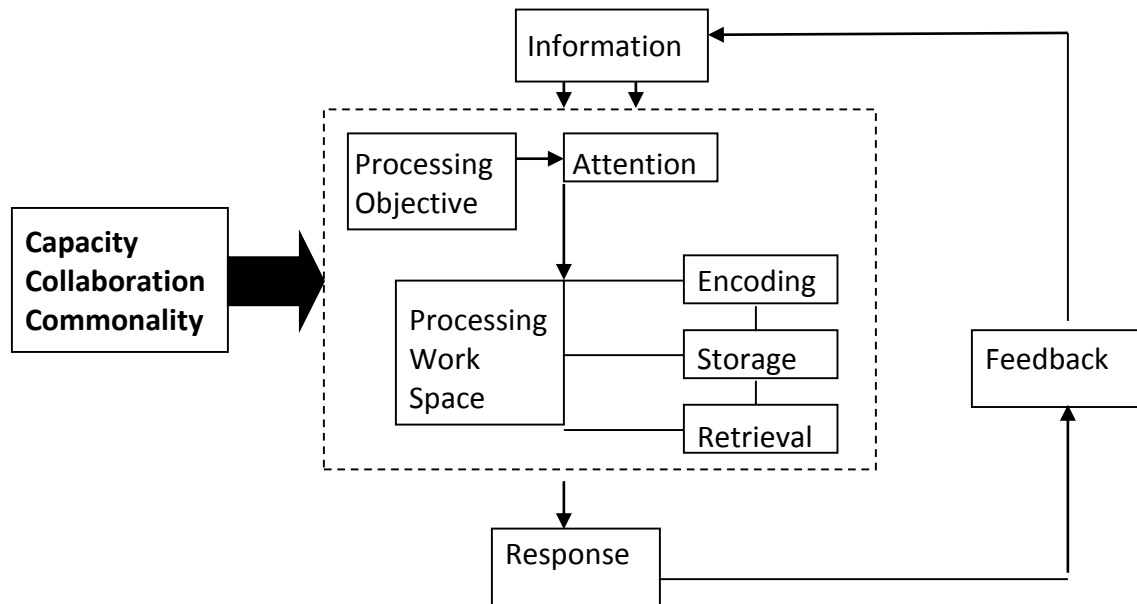 Information
Processing
Objective
Attention
Capacity
Collaboration
Commonality
Processing
Work
Space
Encoding
Storage
Retrieval
Feedback
Response